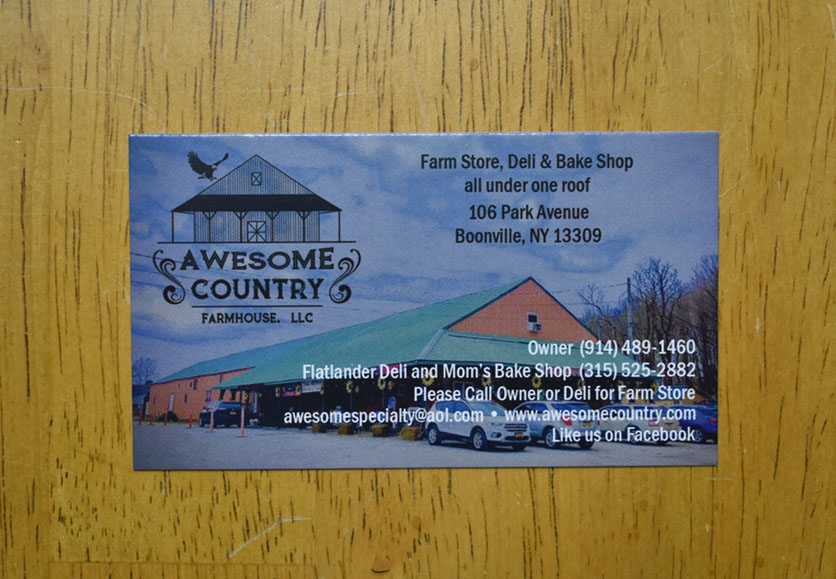 AWESOME
COUNTRY
FARMHOUSE, LLC
Farm Store, Deli & Bake Shop
all under one roof
106 Park Avenue
Boonville, NY 13309
Owner (914) 489-1460
Flatlander Deli and Mom's Bake Shop (315) 525-2882
Please Call Owner or Deli for Farm Store
awesomespecialty@aol.com • www.awesomecountry.com
Like us on Facebook